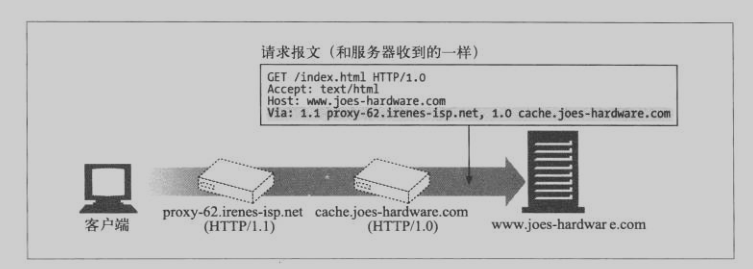 请求报文（和服务器收到的一样）
GET /index.html HTTP/1.0
Accept: text/html
Host: www.joes-hardware.com
Via: 1.1 proxy-62.irenes-isp.net, 1.0 cache.joes-hardware.com
客户端
proxy-62.irenes-isp.net
(HTTP/1.1)
cache.joes-hardware.com
(HTTP/1.0)
www.joes-hardware.com